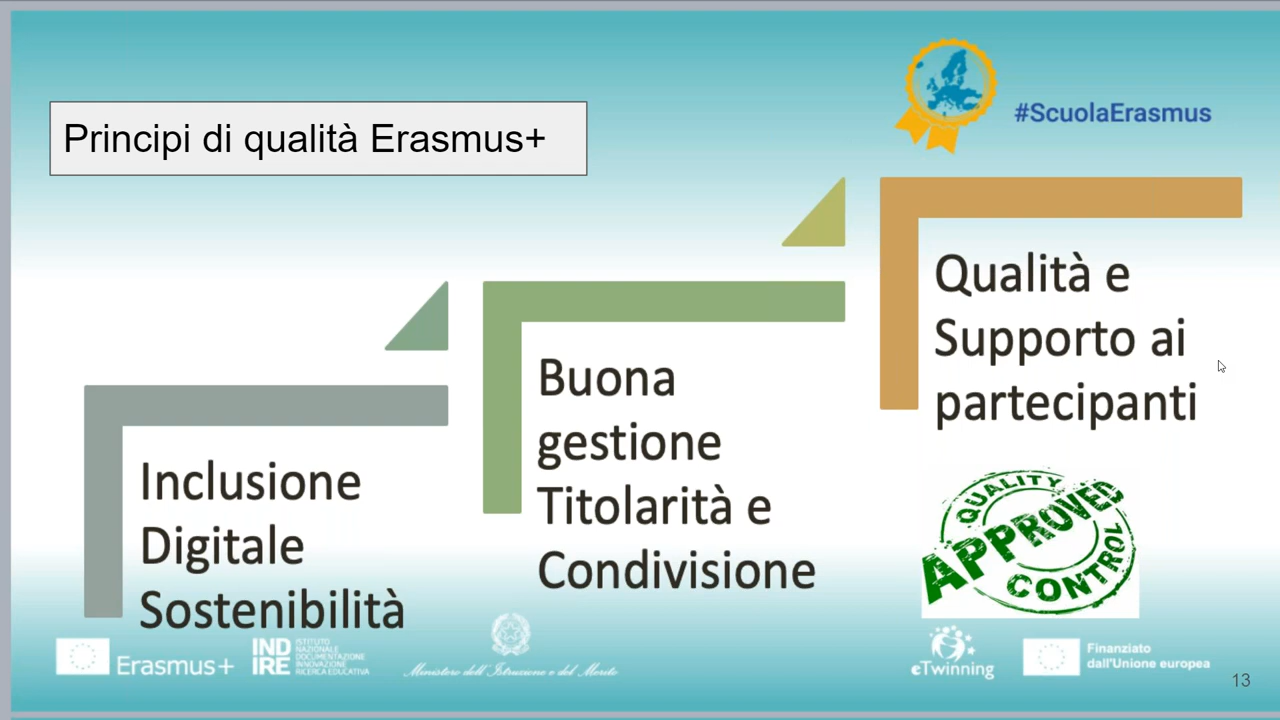 #ScuolaErasmus
Principi di qualità Erasmus+
Inclusione
Digitale
Sostenibilità
Buona
gestione
Titolarità e
Condivisione
Qualità e
Supporto ai
partecipanti
QUALITY
APPROVED
CONTROL
Erasmus+
INDIRE
ISTITUTO
NAZIONALE
DOCUMENTAZIONE
INNOVAZIONE
RICERCA EDUCATIVA
Ministero dell'Istruzione e del Merito
eTwinning
Finanziato
dall'Unione europea
13